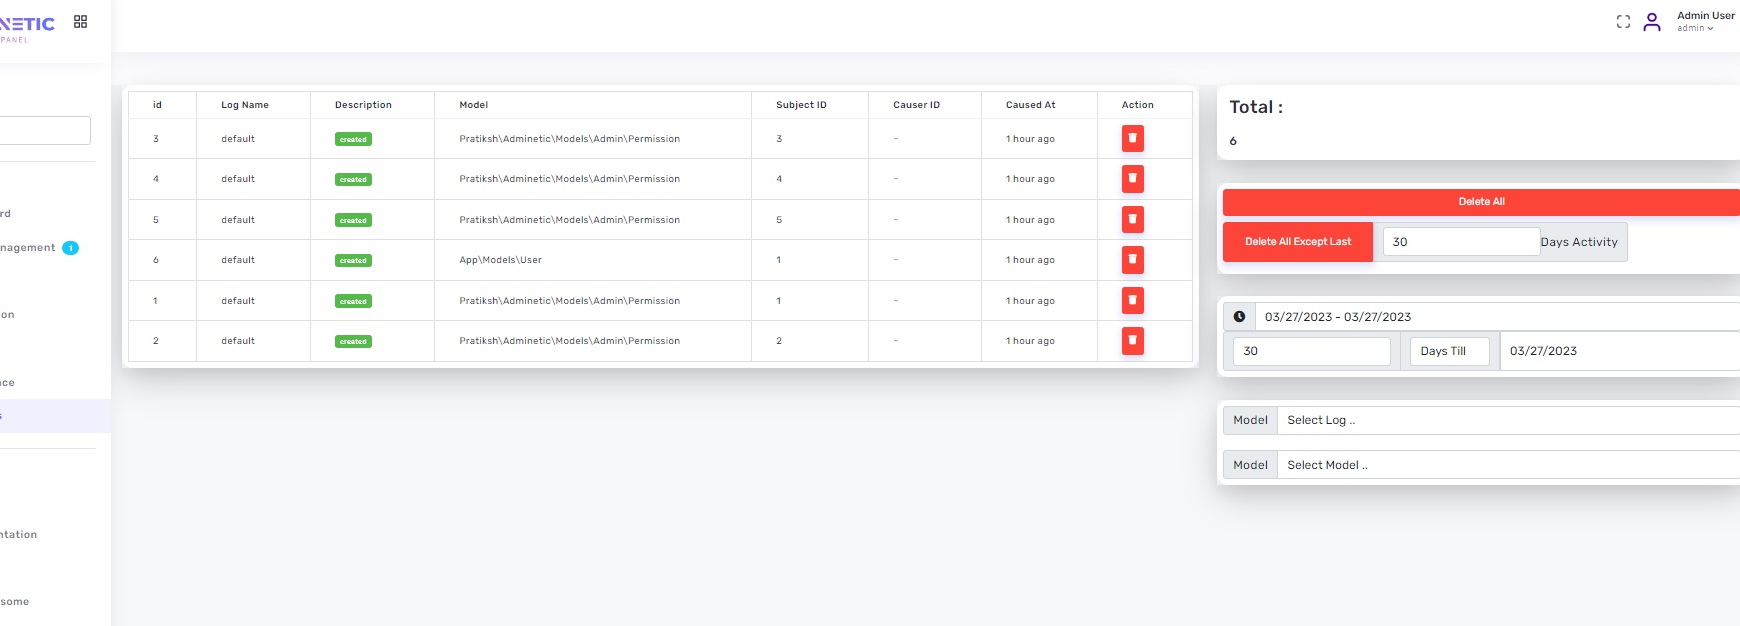 NETIC
PANEL
Admin User
admin
rd
nagement 1
on
ce
s
ntation
some
id Log Name Description Model Subject ID Causer ID Caused At Action
3 default created Pratiksh\Adminetic\Models\Admin\Permission 3 - 1 hour ago
4 default created Pratiksh\Adminetic\Models\Admin\Permission 4 - 1 hour ago
5 default created Pratiksh\Adminetic\Models\Admin\Permission 5 - 1 hour ago
6 default created App\Models\User 1 - 1 hour ago
1 default created Pratiksh\Adminetic\Models\Admin\Permission 1 - 1 hour ago
2 default created Pratiksh\Adminetic\Models\Admin\Permission 2 - 1 hour ago
Total :
6
Delete All
Delete All Except Last 30 Days Activity
03/27/2023 - 03/27/2023
30 Days Till 03/27/2023
Model Select Log ..
Model Select Model ..